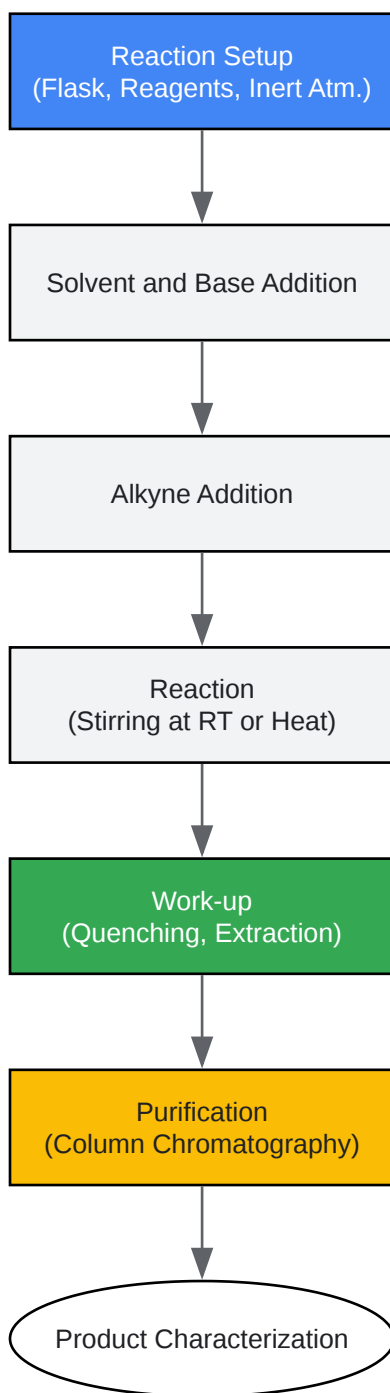 Reaction Setup
(Flask, Reagents, Inert Atm.)
Solvent and Base Addition
Alkyne Addition
Reaction
(Stirring at RT or Heat)
Work-up
(Quenching, Extraction)
Purification
(Column Chromatography)
Product Characterization